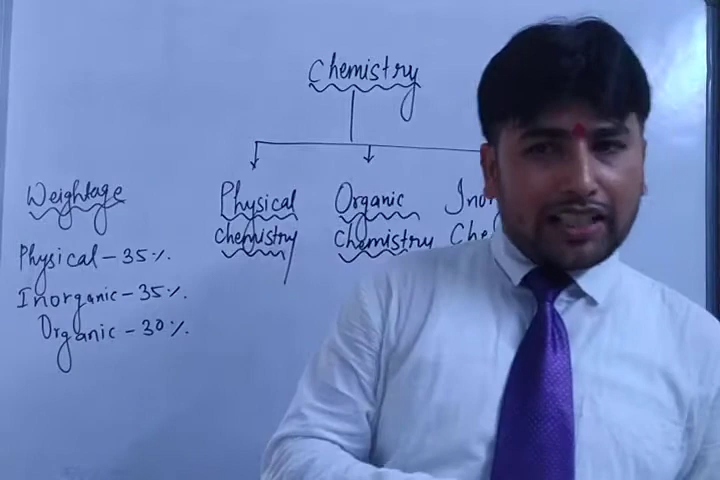 Chemistry
Weightage
Physical Chemistry
Organic Chemistry
Physical - 35%.
Inorganic - 35%.
Organic - 30%.